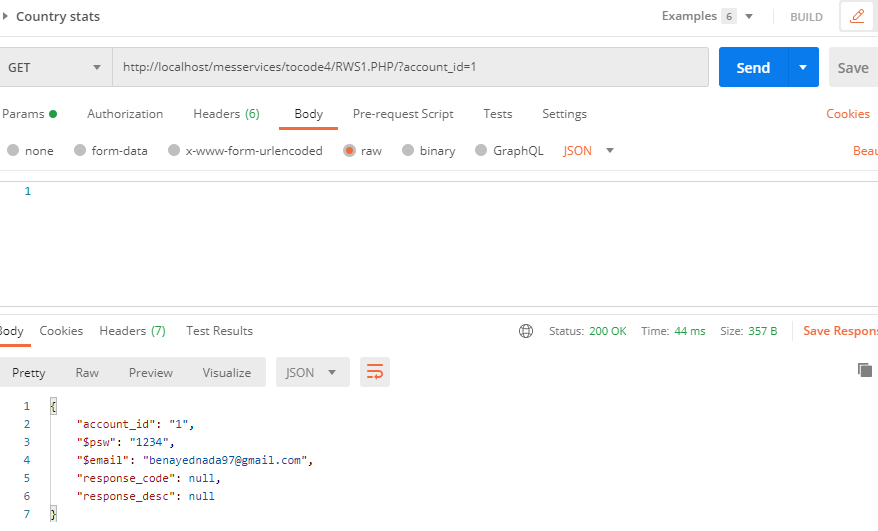 Country stats Examples 6 BUILD
GET http://localhost/messervices/tocode4/RWS1.PHP/?account_id=1 Send Save
Params Authorization Headers (6) Body Pre-request Script Tests Settings Cookies
none form-data x-www-form-urlencoded raw binary GraphQL JSON Beau
1
Body Cookies Headers (7) Test Results Status: 200 OK Time: 44 ms Size: 357 B Save Respons
Pretty Raw Preview Visualize JSON
1 {
2 "account_id": "1",
3 "$psw": "1234",
4 "$email": "benayednada97@gmail.com",
5 "response_code": null,
6 "response_desc": null
7 }